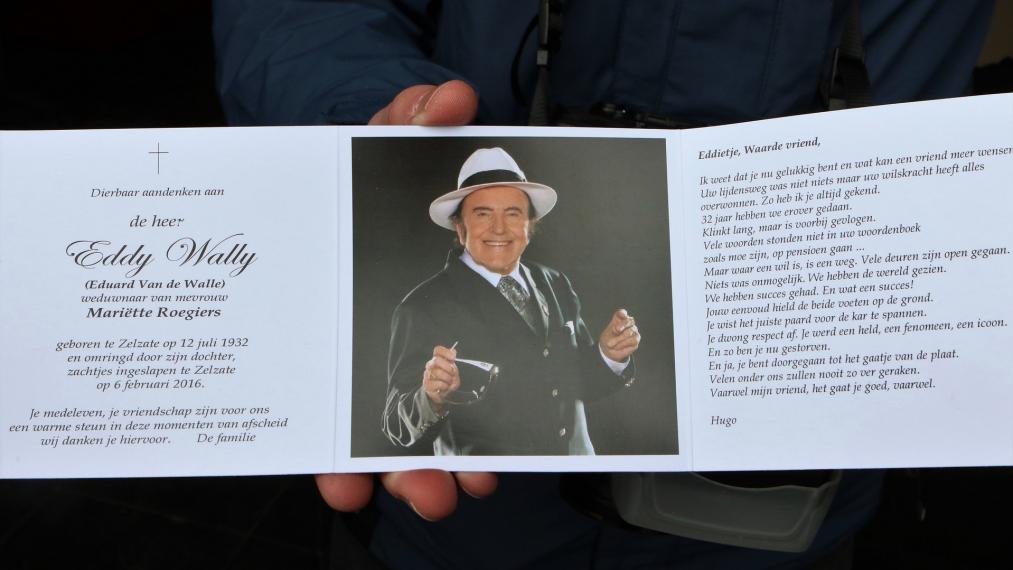 Dierbaar aandenken aan
de heer
Eddy Wally
(Eduard Van de Walle)
weduwnaar van mevrouw
Mariëtte Roegiers
geboren te Zelzate op 12 juli 1932
en omringd door zijn dochter,
zachtjes ingeslapen te Zelzate
op 6 februari 2016.
Je medeleven, je vriendschap zijn voor ons
een warme steun in deze momenten van afscheid
wij danken je hiervoor. De familie
Eddietje, Waarde vriend,
Ik weet dat je nu gelukkig bent en wat kan een vriend meer wensen
Uw lijdensweg was niet niets maar uw wilskracht heeft alles
overwonnen. Zo heb ik je altijd gekend.
32 jaar hebben we erover gedaan.
Klinkt lang, maar is voorbij gevlogen.
Vele woorden stonden niet in uw woordenboek
zoals moe zijn, op pensioen gaan ...
Maar waar een wil is, is een weg. Vele deuren zijn open gegaan.
Niets was onmogelijk. We hebben de wereld gezien.
We hebben succes gehad. En wat een succes!
Jouw eenvoud hield de beide voeten op de grond.
Je wist het juiste paard voor de kar te spannen.
Je dwong respect af. Je werd een held, een fenomeen, een icoon.
En zo ben je nu gestorven.
En ja, je bent doorgegaan tot het gaatje van de plaat.
Velen onder ons zullen nooit zo ver geraken.
Vaarwel mijn vriend, het gaat je goed, vaarwel.
Hugo